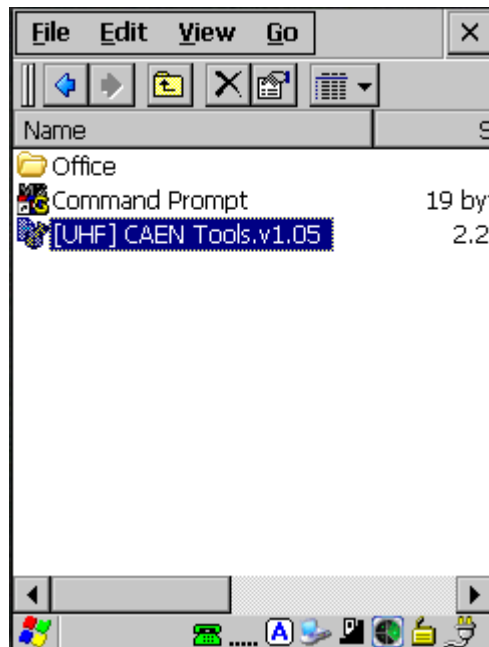 File Edit View Go
Name S
Office
Command Prompt 19 by
[UHF] CAEN Tools.v1.05 2.2
A